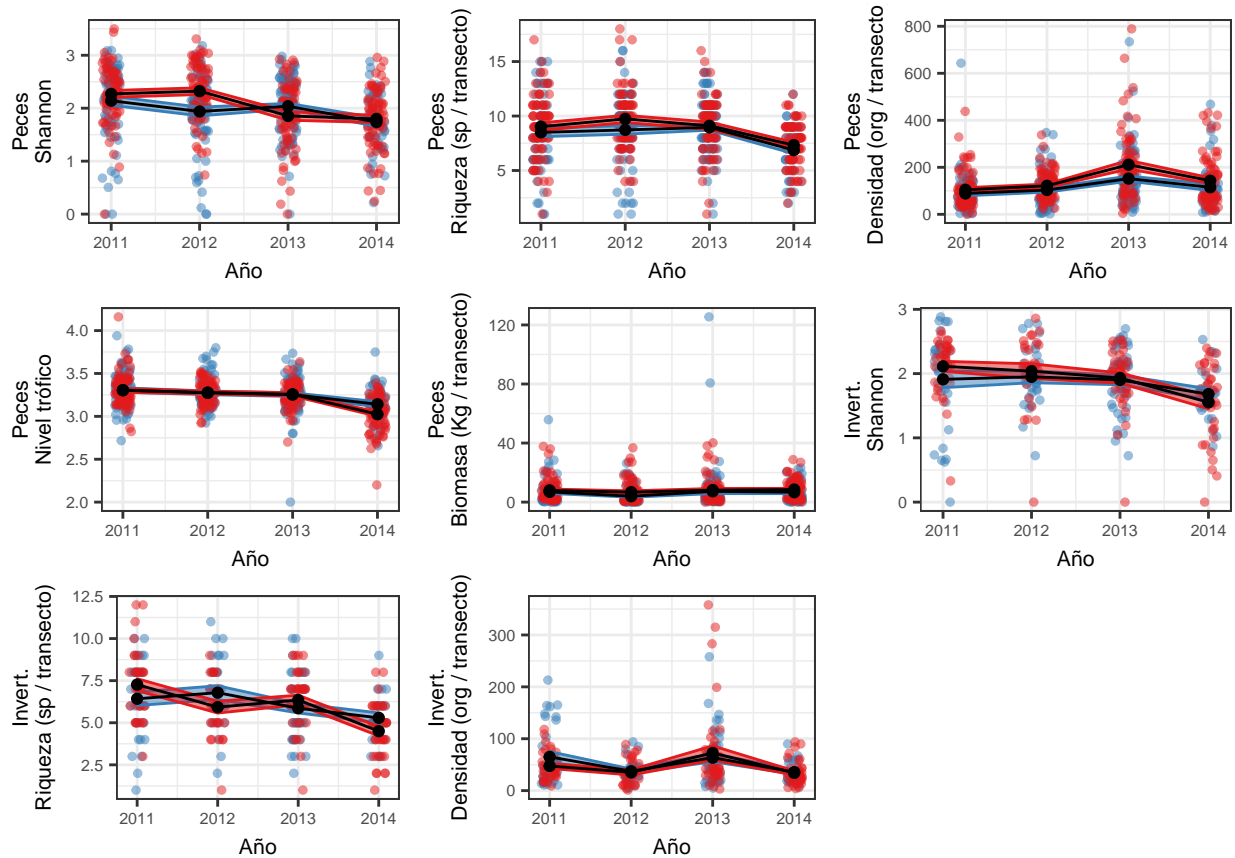 Peces
Shannon
3
2
1
0
2011 2012 2013 2014
Año
Peces
Riqueza (sp / transecto)
15
10
5
2011 2012 2013 2014
Año
Peces
Densidad (org / transecto
800
600
400
200
0
2011 2012 2013 2014
Año
Peces
Nivel trófico
4.0
3.5
3.0
2.5
2.0
2011 2012 2013 2014
Año
Peces
Biomasa (Kg / transecto)
120
80
40
0
2011 2012 2013 2014
Año
Invert.
Shannon
3
2
1
0
2011 2012 2013 2014
Año
Invert.
Riqueza (sp / transecto)
12.5
10.0
7.5
5.0
2.5
2011 2012 2013 2014
Año
Invert.
Densidad (org / transecto)
300
200
100
0
2011 2012 2013 2014
Año